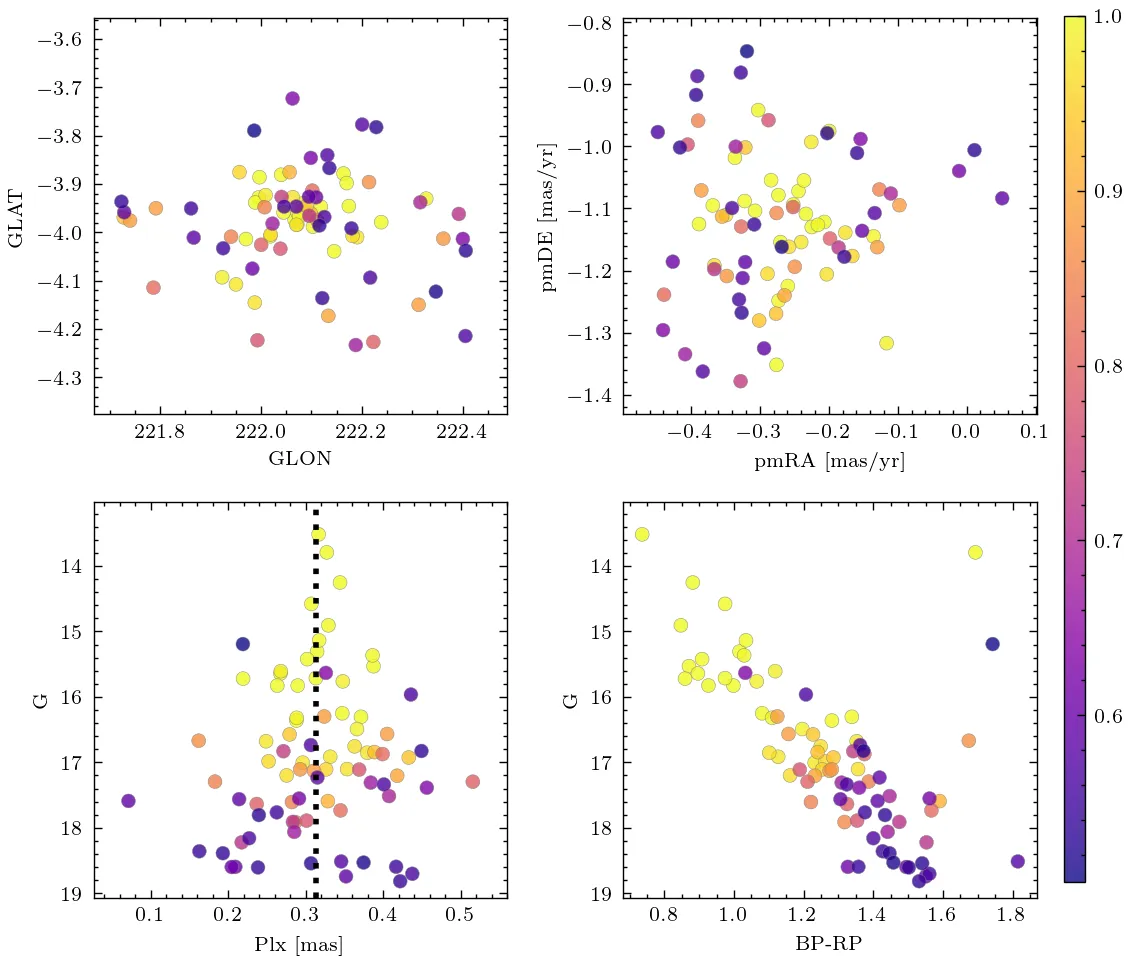 −3.6
−3.7
−3.8
−3.9
−4.0
−4.1
−4.2
−4.3
GLAT
221.8 222.0 222.2 222.4
GLON
−0.8
−0.9
−1.0
−1.1
−1.2
−1.3
−1.4
pmDE [mas/yr]
−0.4 −0.3 −0.2 −0.1 0.0 0.1
pmRA [mas/yr]
1.0
0.9
0.8
0.7
0.6
14
15
16
17
18
19
G
0.1 0.2 0.3 0.4 0.5
Plx [mas]
14
15
16
17
18
19
G
0.8 1.0 1.2 1.4 1.6 1.8
BP-RP